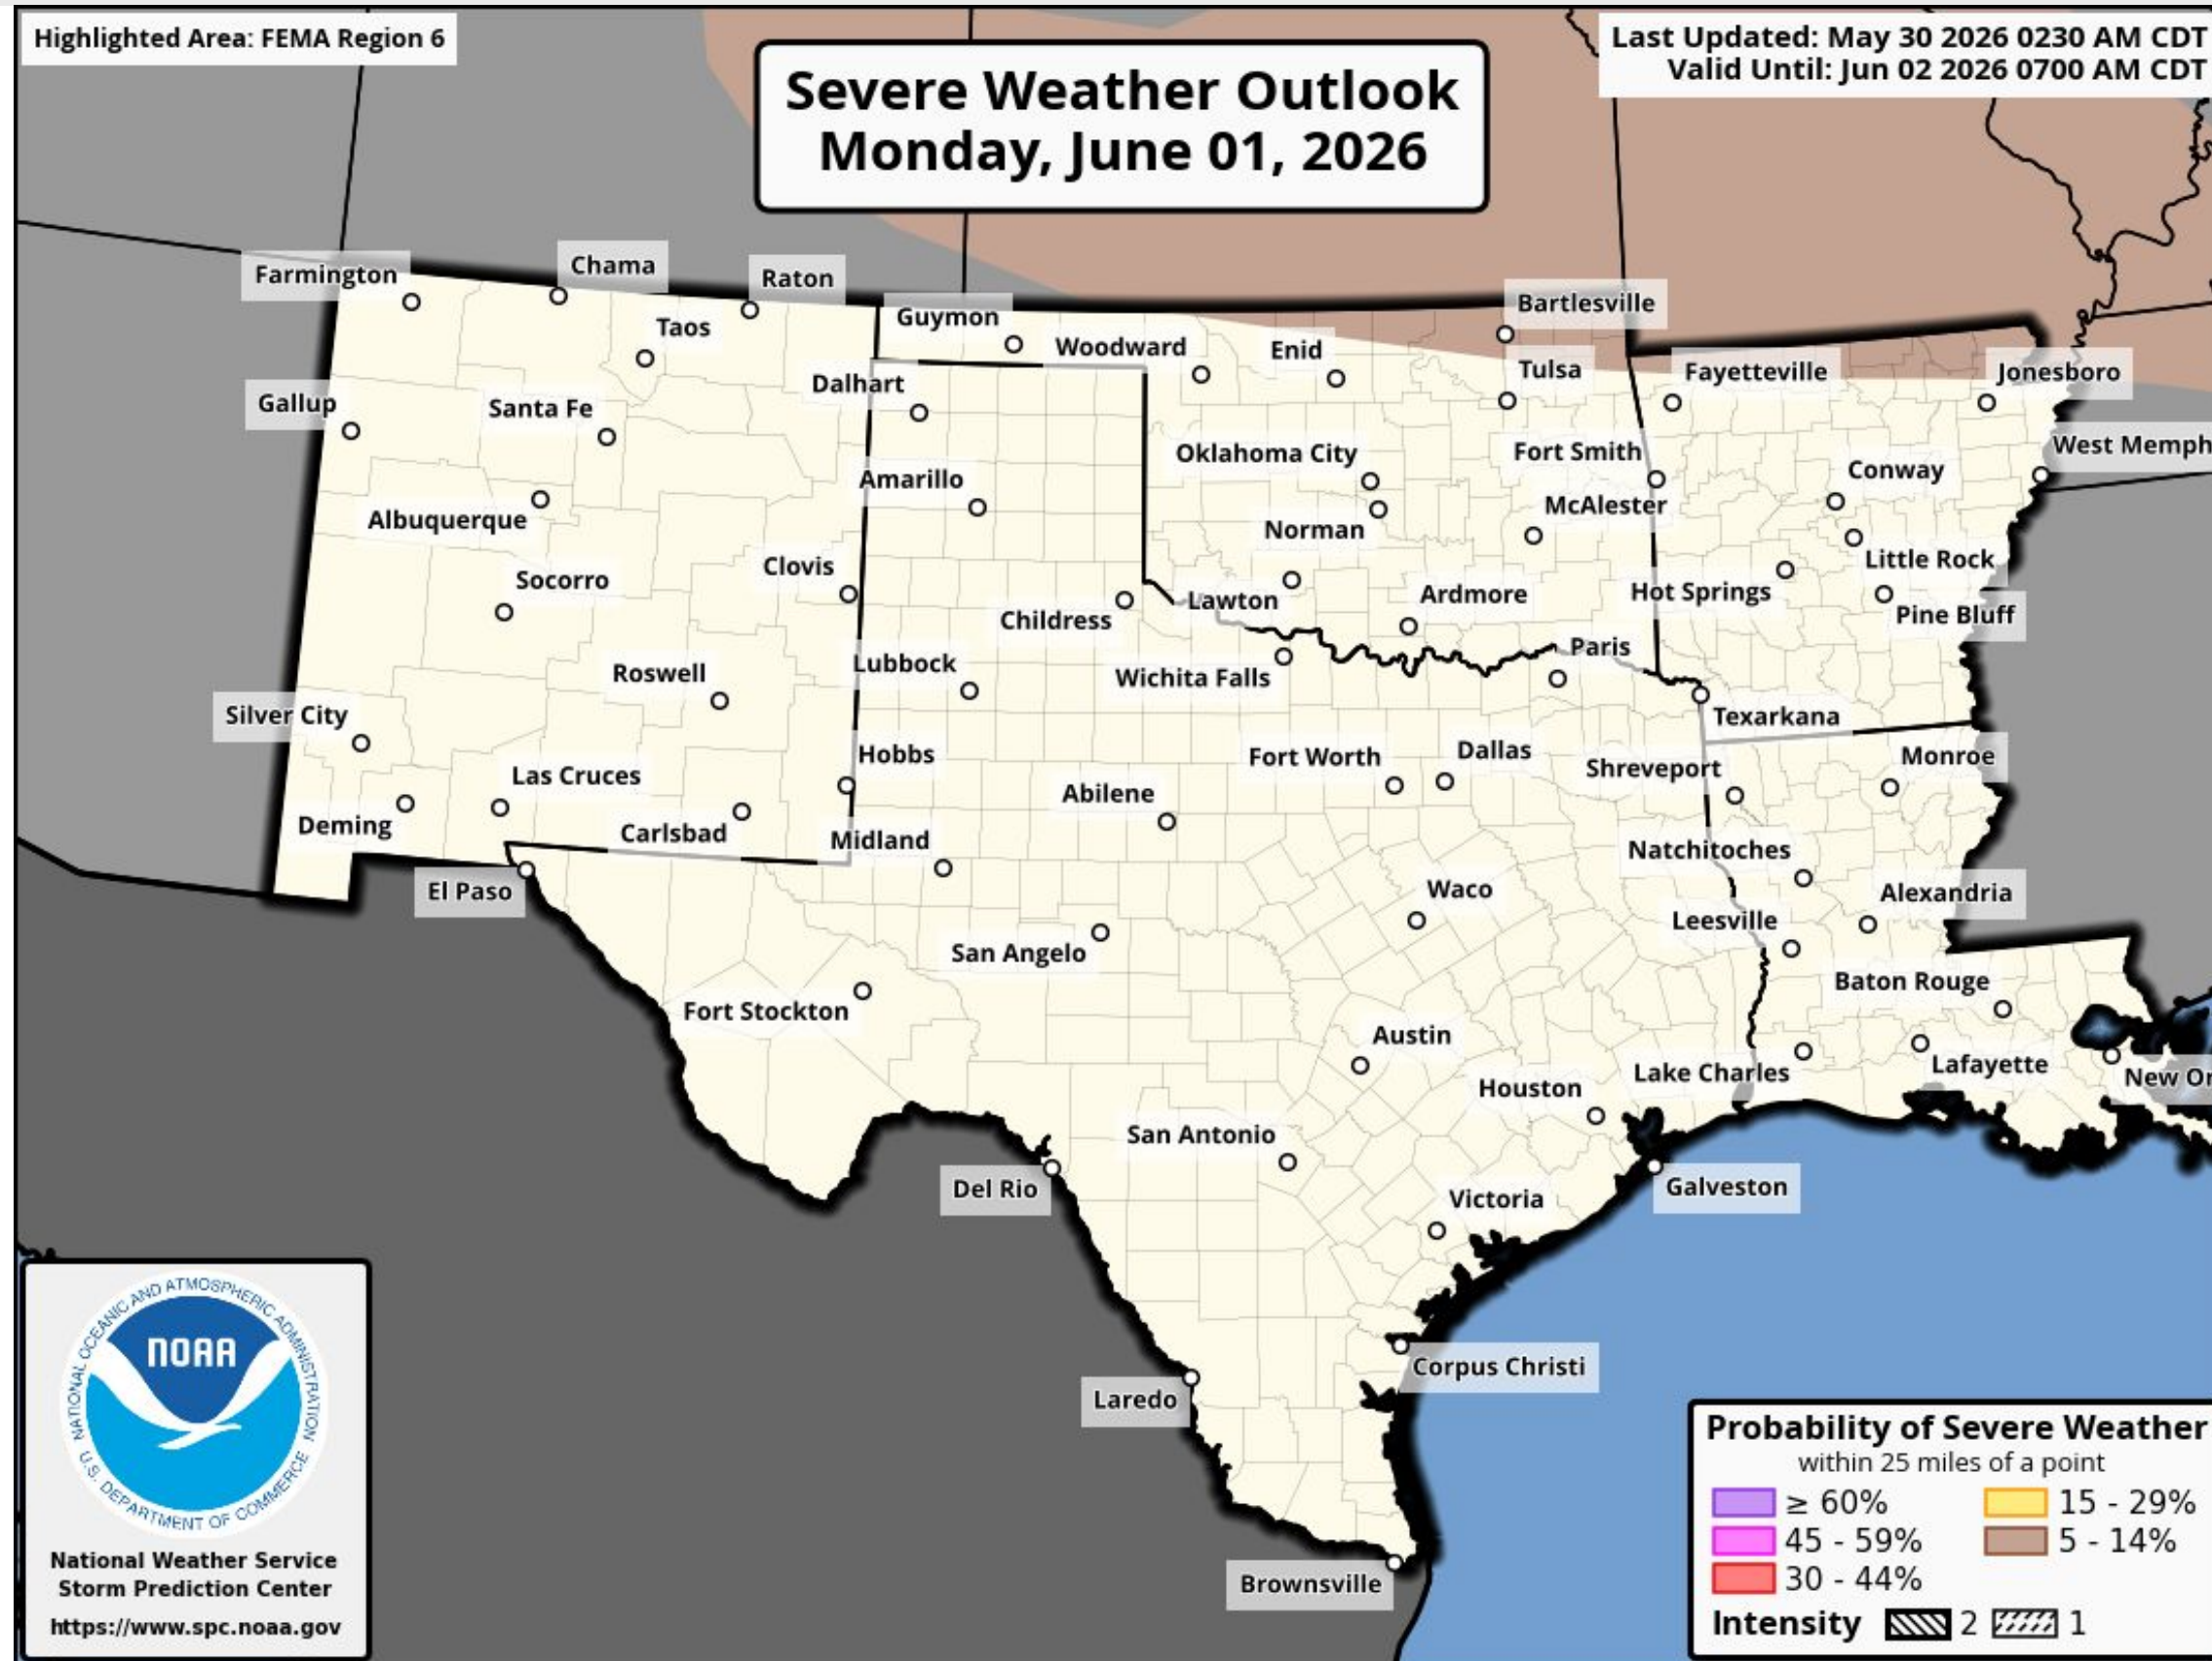 Highlighted Area: FEMA Region 6
Last Updated: May 30 2026 0230 AM CDT
Valid Until: Jun 02 2026 0700 AM CDT
Severe Weather Outlook
Monday, June 01, 2026
Farmington
Chama
Raton
Taos
Guymon
Woodward
Enid
Bartlesville
Tulsa
Fayetteville
Jonesboro
Gallup
Santa Fe
Dalhart
Albuquerque
Amarillo
Oklahoma City
Norman
Fort Smith
McAlester
Conway
West Memph
Little Rock
Hot Springs
Pine Bluff
Socorro
Clovis
Childress
Lawton
Ardmore
Paris
Roswell
Lubbock
Wichita Falls
Texarkana
Silver City
Las Cruces
Hobbs
Abilene
Fort Worth
Dallas
Shreveport
Monroe
Deming
Carlsbad
Midland
Natchitoches
El Paso
Waco
Alexandria
Leesville
San Angelo
Baton Rouge
Fort Stockton
Austin
Houston
Lake Charles
Lafayette
New Or
San Antonio
Del Rio
Victoria
Galveston
Corpus Christi
Laredo
Brownsville
NATIONAL OCEANIC AND ATMOSPHERIC ADMINISTRATION
NOAA
U.S. DEPARTMENT OF COMMERCE
National Weather Service
Storm Prediction Center
https://www.spc.noaa.gov
Probability of Severe Weather
within 25 miles of a point
≥ 60% 15 - 29%
45 - 59% 5 - 14%
30 - 44%
Intensity 2 1